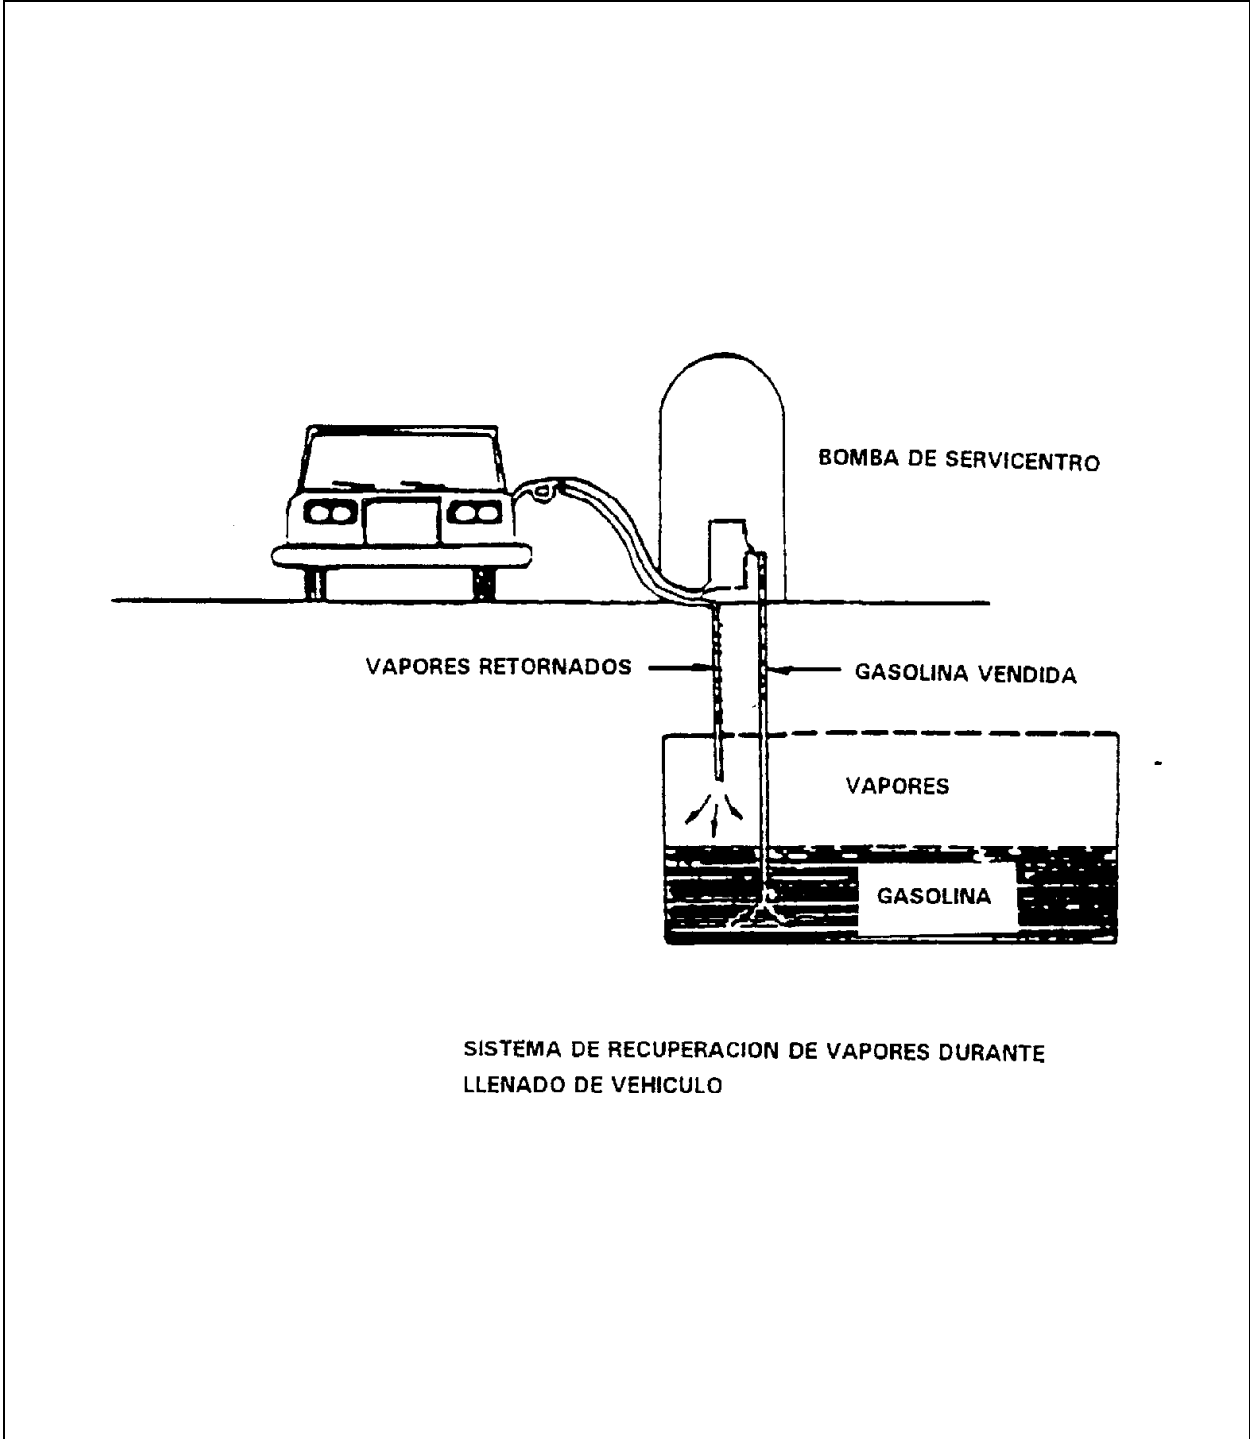 BOMBA DE SERVICENTRO
VAPORES RETORNADOS
GASOLINA VENDIDA
VAPORES
GASOLINA
SISTEMA DE RECUPERACION DE VAPORES DURANTE
LLENADO DE VEHICULO